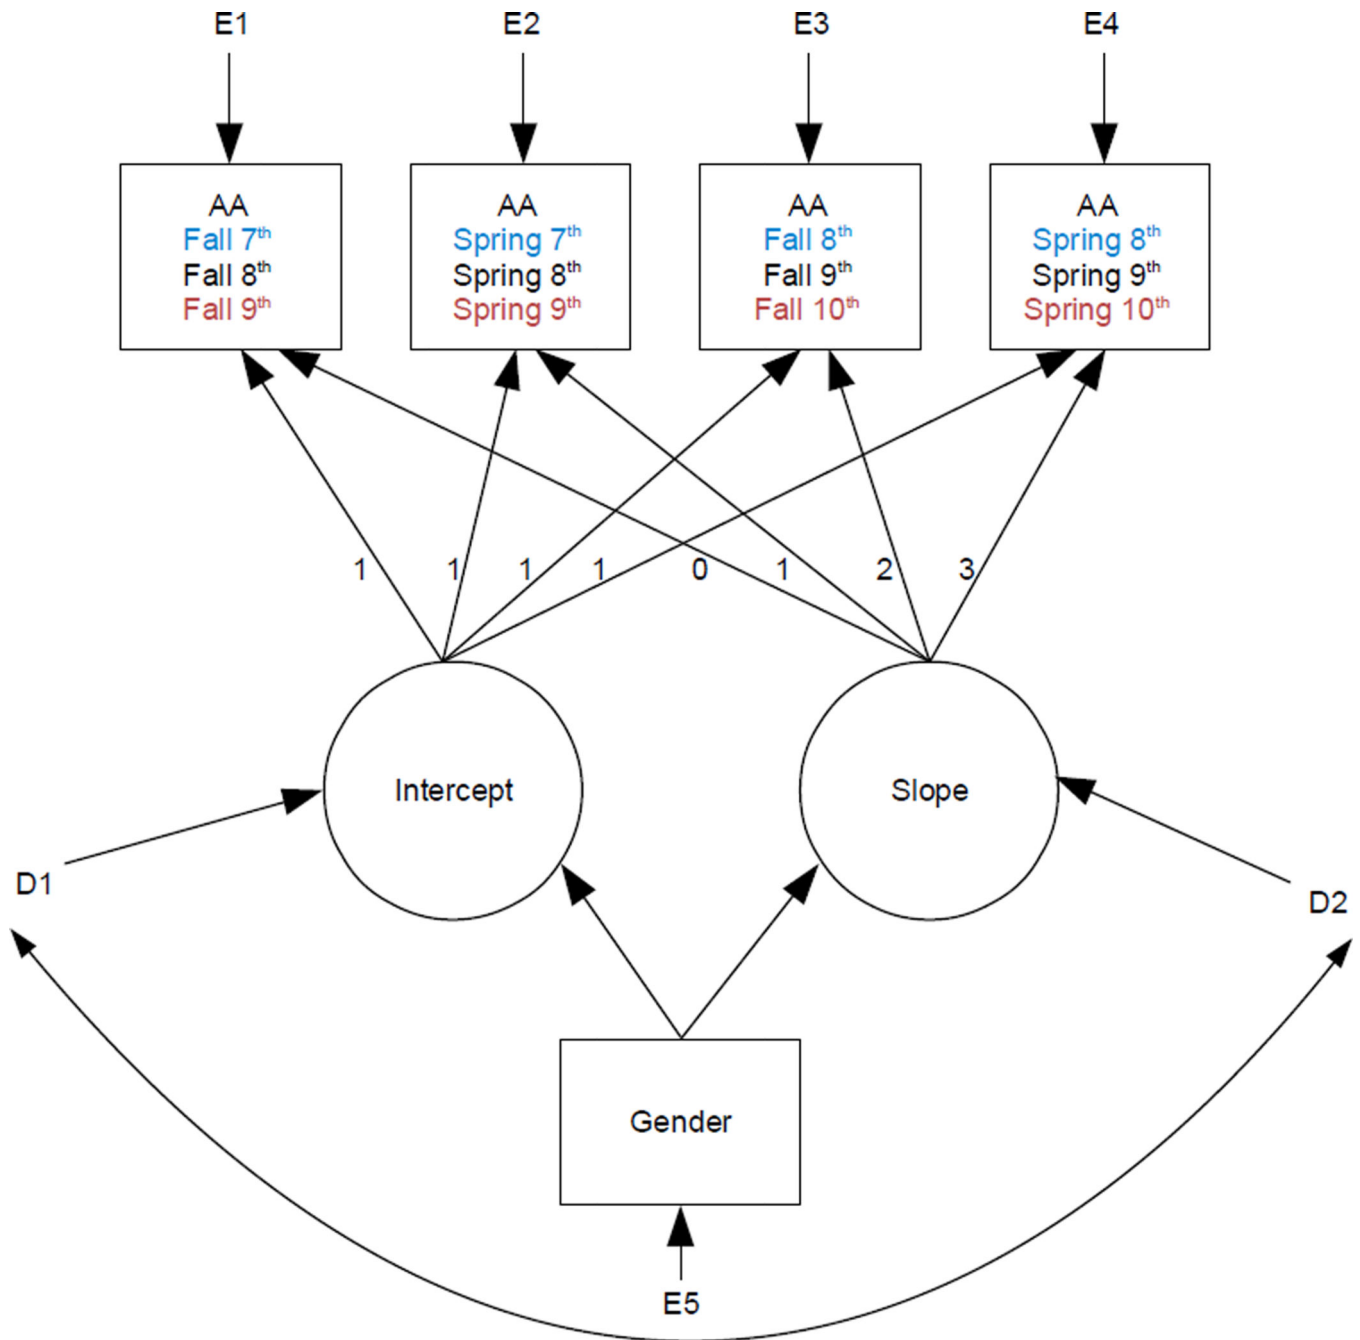 E1 E2 E3 E4
AA AA AA AA
Fall 7th Spring 7th Fall 8th Spring 8th
Fall 8th Spring 8th Fall 9th Spring 9th
Fall 9th Spring 9th Fall 10th Spring 10th
1 1 1 1 0 1 2 3
Intercept Slope
D1
D2
Gender
E5